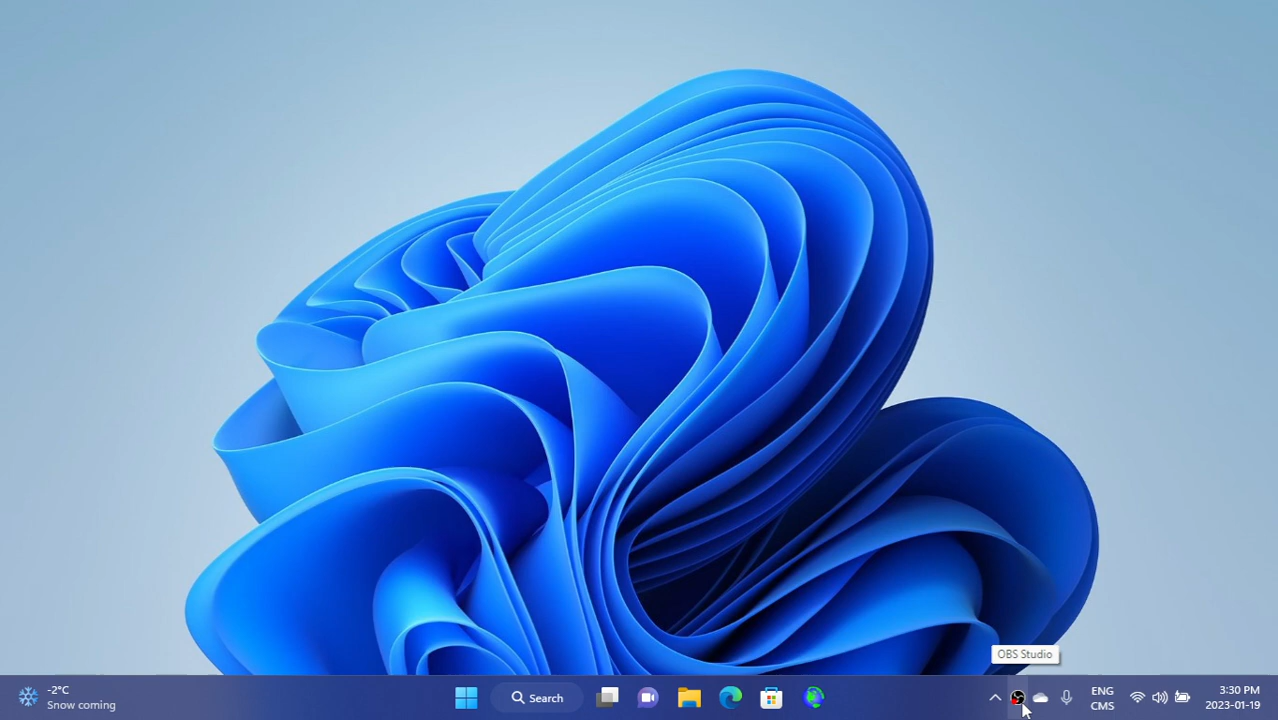 OBS Studio
-2°C
Snow coming
Search
ENG
CMS
3:30 PM
2023-01-19